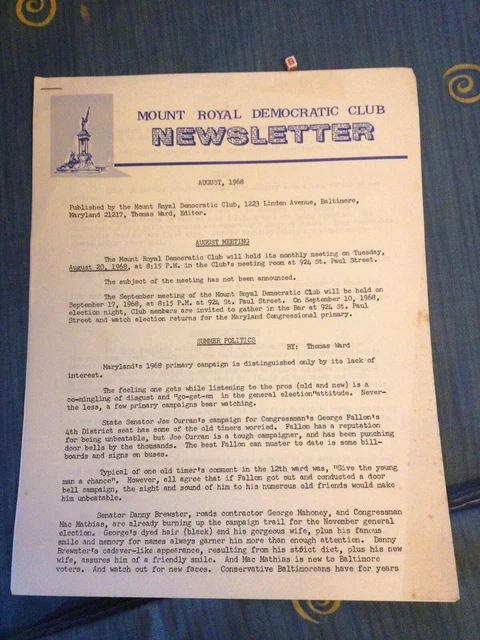 MOUNT ROYAL DEMOCRATIC CLUB
NEWSLETTER
AUGUST, 1968
Published by the Mount Royal Democratic Club, 1223 Linden Avenue, Baltimore,
Maryland 21217, Thomas Ward, Editor.
AUGUST MEETING
The Mount Royal Democratic Club will hold its monthly meeting on Tuesday,
August 20, 1968, at 8:15 P.M. in the Club's meeting room at 924 St. Paul Street.
The subject of the meeting has not been announced.
The September meeting of the Mount Royal Democratic Club will be held on
September 17, 1968, at 8:15 P.M. at 924 St. Paul Street. On September 10, 1968,
election night, Club members are invited to gather in the Bar at 924 St. Paul
Street and watch election returns for the Maryland Congressional primary.
SUMMER POLITICS
BY: Thomas Ward
Maryland's 1968 primary campaign is distinguished only by its lack of
interest.
The feeling one gets while listening to the pros (old and new) is a
co-mingling of disgust and "go-get-em in the general election"attitude. Never-
the less, a few primary campaigns bear watching.
State Senator Joe Curran's campaign for Congressman's George Fallon's
4th District seat has some of the old timers worried. Fallon has a reputation
for being unbeatable, but Joe Curran is a tough campaigner, and has been punching
door bells by the thousands. The best Fallon can muster to date is some bill-
boards and signs on buses.
Typical of one old timer's comment in the 12th ward was, "Give the young
man a chance". However, all agree that if Fallon got out and conducted a door
bell campaign, the sight and sound of him to his numerous old friends would make
him unbeatable.
Senator Danny Brewster, roads contractor George Mahoney, and Congressman
Mac Mathias, are already burning up the campaign trail for the November general
election. George's dyed hair (black) and his gorgeous wife, plus his famous
smile and memory for names always garner him more than enough attention. Danny
Brewster's cadaver-like appearance, resulting from his strict diet, plus his new
wife, assures him of a friendly smile. And Mac Mathias is new to Baltimore
voters. And watch out for new faces. Conservative Baltimoreans have for years